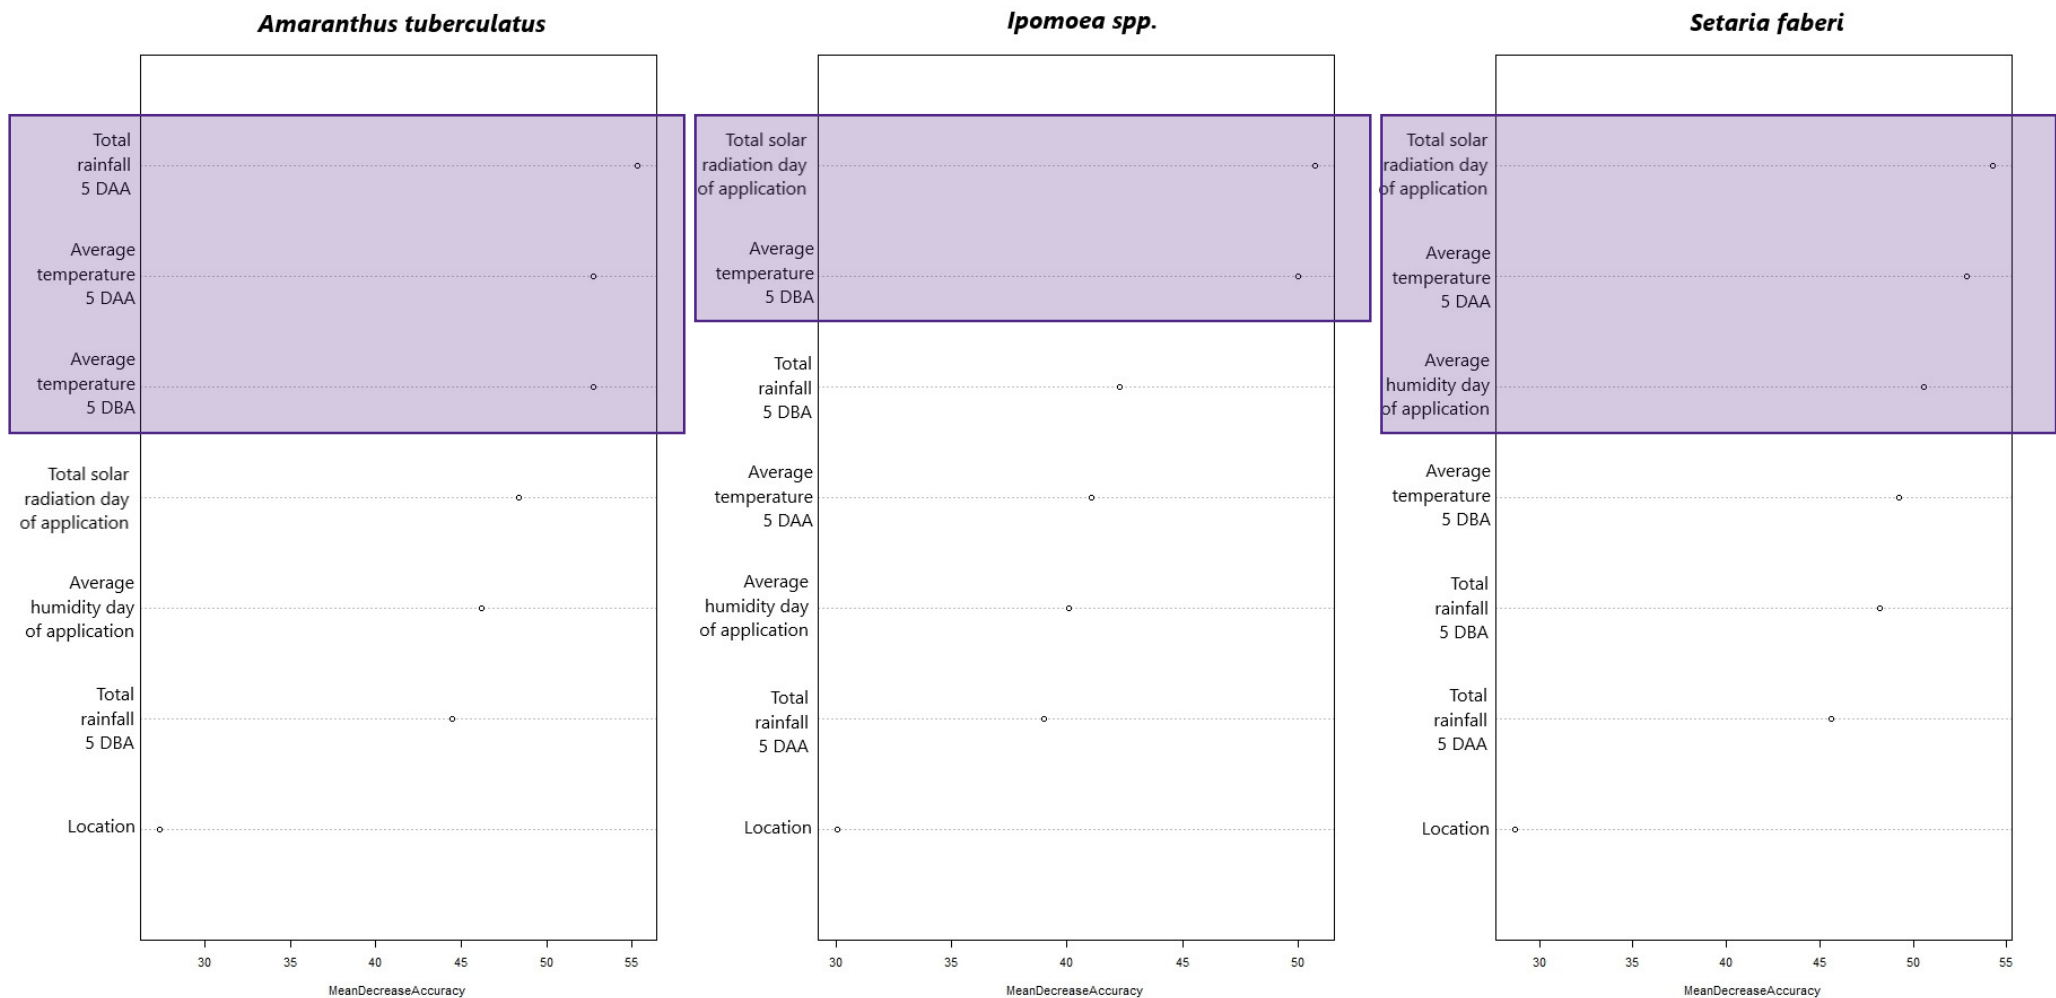 Amaranthus tuberculatus
Total
rainfall
5 DAA
Average
temperature
5 DAA
Average
temperature
5 DBA
Total solar
radiation day
of application
Average
humidity day
of application
Total
rainfall
5 DBA
Location
30 35 40 45 50 55
MeanDecreaseAccuracy
Ipomoea spp.
Total solar
radiation day
of application
Average
temperature
5 DBA
Total
rainfall
5 DBA
Average
temperature
5 DAA
Average
humidity day
of application
Total
rainfall
5 DAA
Location
30 35 40 45 50
MeanDecreaseAccuracy
Setaria faberi
Total solar
radiation day
of application
Average
temperature
5 DAA
Average
humidity day
of application
Average
temperature
5 DBA
Total
rainfall
5 DBA
Total
rainfall
5 DAA
Location
30 35 40 45 50 55
MeanDecreaseAccuracy